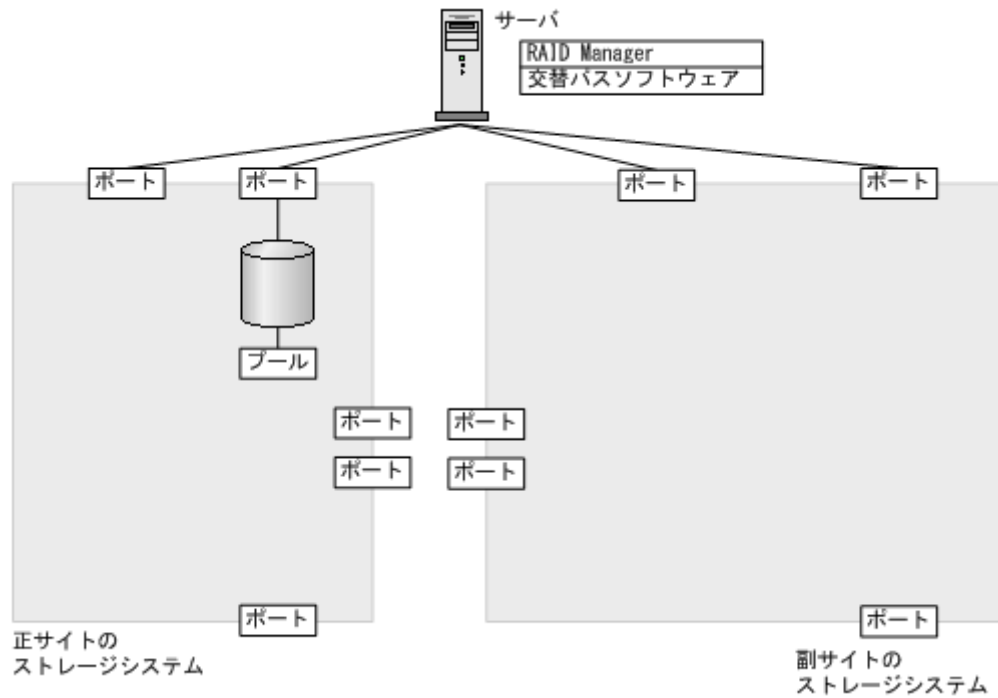 サーバ
RAID Manager
交替パスソフトウェア
ポート
ポート
ポート
ポート
プール
ポート
ポート
ポート
ポート
ポート
ポート
正サイトの
ストレージシステム
副サイトの
ストレージシステム